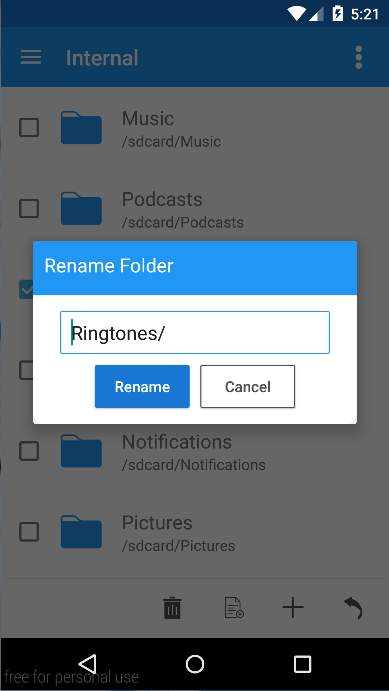 5:21
Internal
Music
/sdcard/Music
Podcasts
/sdcard/Podcasts
Rename Folder
Ringtones/
Rename
Cancel
Notifications
/sdcard/Notifications
Pictures
/sdcard/Pictures
free for personal use